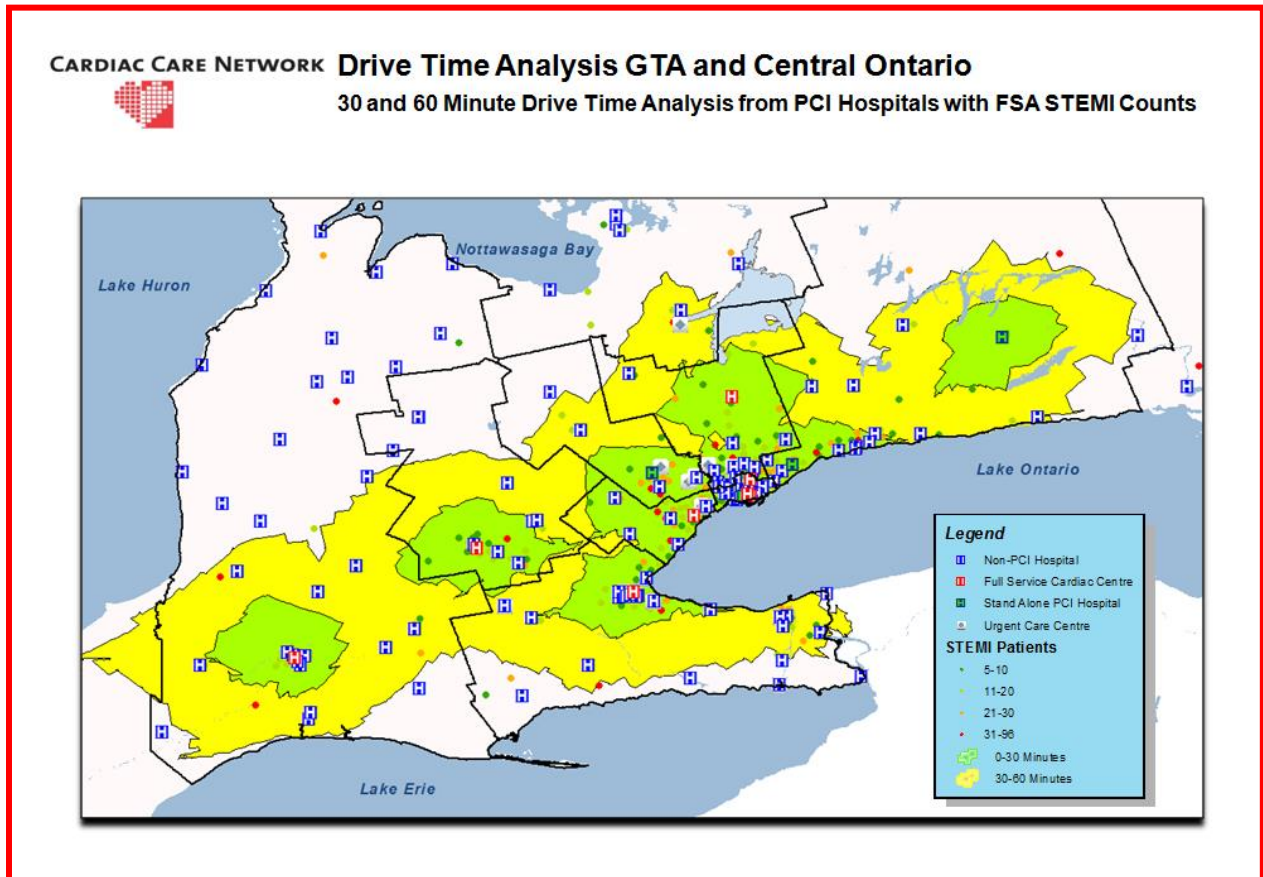 CARDIAC CARE NETWORK
Drive Time Analysis GTA and Central Ontario
30 and 60 Minute Drive Time Analysis from PCI Hospitals with FSA STEMI Counts
Nottawasaga Bay
Lake Huron
Lake Ontario
Lake Erie
Legend
H Non-PCI Hospital
H Full Service Cardiac Centre
H Stand Alone PCI Hospital
Urgent Care Centre
STEMI Patients
5-10
11-20
21-30
31-96
0-30 Minutes
30-60 Minutes